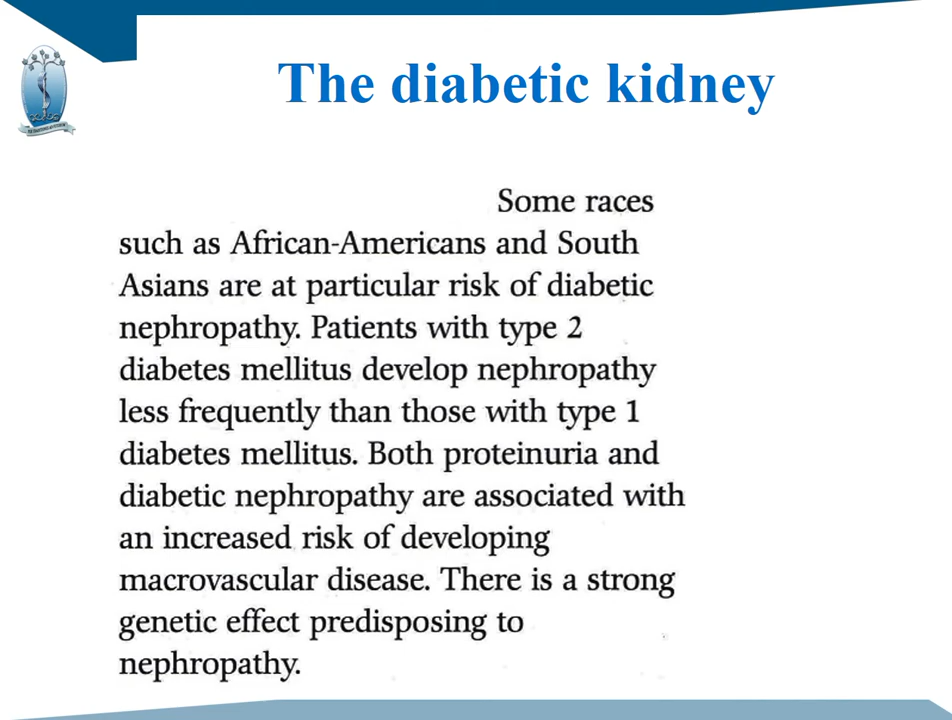 The diabetic kidney
Some races
such as African-Americans and South
Asians are at particular risk of diabetic
nephropathy. Patients with type 2
diabetes mellitus develop nephropathy
less frequently than those with type 1
diabetes mellitus. Both proteinuria and
diabetic nephropathy are associated with
an increased risk of developing
macrovascular disease. There is a strong
genetic effect predisposing to
nephropathy.